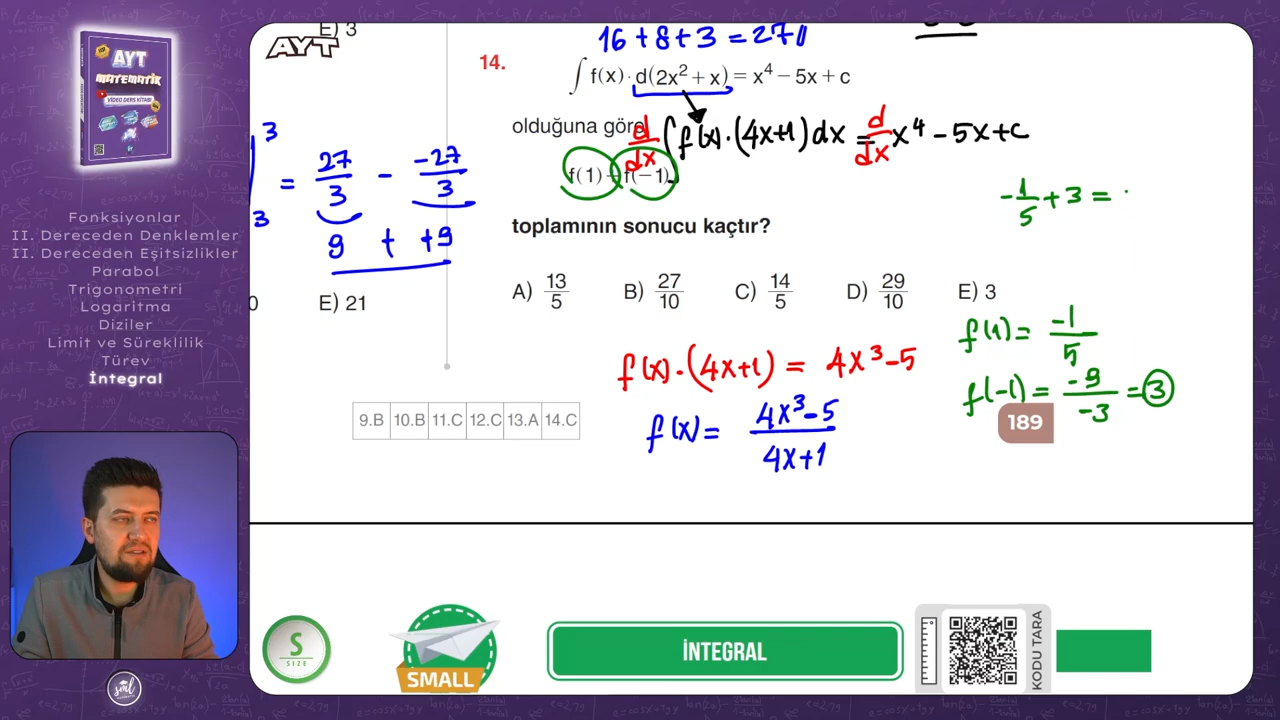 AYT
MATEMATİK
VİDEO DERS KİTABI
Fonksiyonlar
II. Dereceden Denklemler
II. Dereceden Eşitsizlikler
Parabol
Trigonometri
Logaritma
Diziler
Limit ve Süreklilik
Türev
İntegral
E) 3
AYT
3
= 27/3 - -27/3
3
9 + +9
0 E) 21
9.B 10.B 11.C 12.C 13.A 14.C
16 + 8 + 3 = 270
14.
∫ f(x) · d(2x² + x) = x⁴ − 5x + c
olduğuna göre,
d/dx ∫ f(x) · (4x+1) dx = d/dx x⁴ − 5x + c
f(1) + f(−1)
-1/5 + 3 =
toplamının sonucu kaçtır?
A) 13/5 B) 27/10 C) 14/5 D) 29/10 E) 3
f(x) · (4x+1) = 4x³ − 5
f(x) = 4x³−5 / 4x+1
f(1) = -1/5
f(-1) = -9/-3 = 3
189
S
SIZE
SMALL
İNTEGRAL
KODU TARA
sml